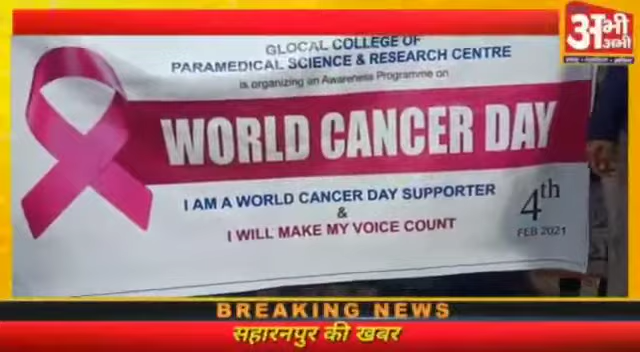 अभी
अभी
GLOCAL COLLEGE OF
PARAMEDICAL SCIENCE & RESEARCH CENTRE
is organizing an Awareness Programme on
WORLD CANCER DAY
I AM A WORLD CANCER DAY SUPPORTER
&
I WILL MAKE MY VOICE COUNT
4th
FEB 2021
BREAKING NEWS
सहारनपुर की खबर